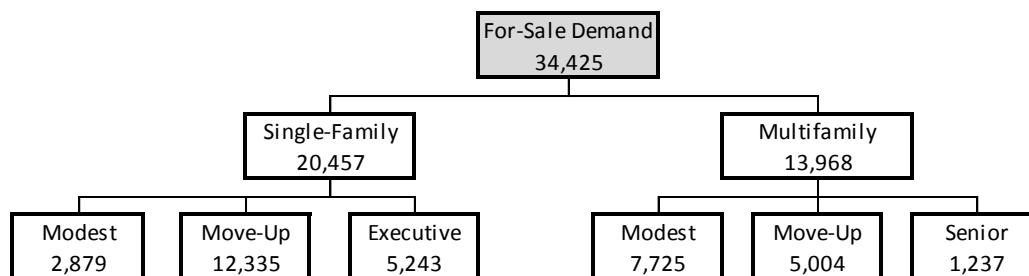 For-Sale Demand
34,425
Single-Family
20,457
Multifamily
13,968
Modest
2,879
Move-Up
12,335
Executive
5,243
Modest
7,725
Move-Up
5,004
Senior
1,237